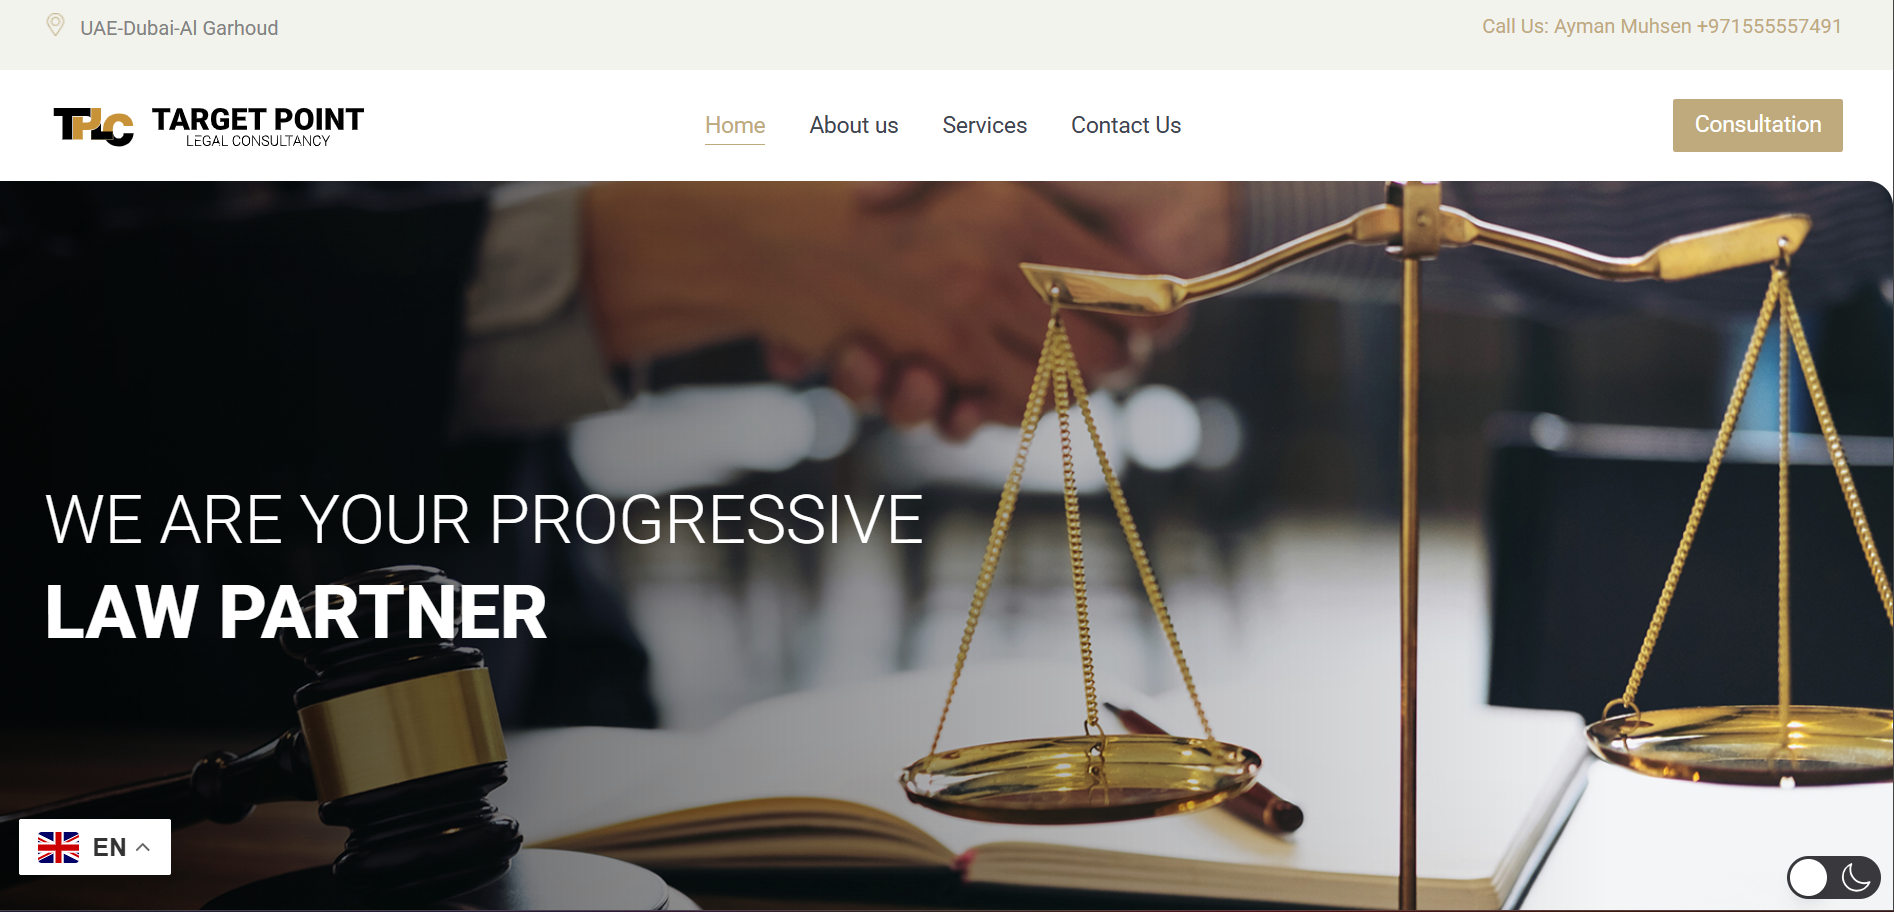 UAE-Dubai-Al Garhoud
Call Us: Ayman Muhsen +971555557491
TPLC
TARGET POINT
LEGAL CONSULTANCY
Home
About us
Services
Contact Us
Consultation
WE ARE YOUR PROGRESSIVE
LAW PARTNER
EN